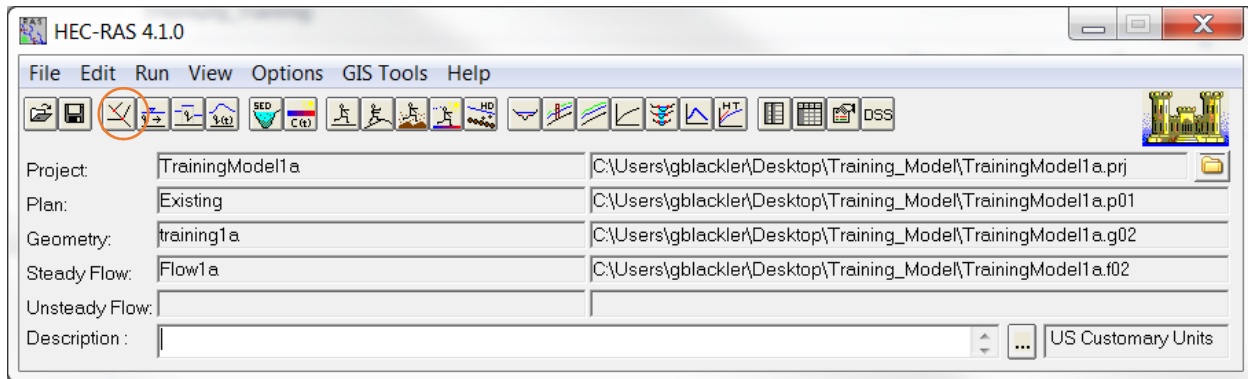 HEC-RAS 4.1.0
File Edit Run View Options GIS Tools Help
SED C(t) HD HT DSS
Project: TrainingModel1a C:\Users\gblackler\Desktop\Training_Model\TrainingModel1a.prj
Plan: Existing C:\Users\gblackler\Desktop\Training_Model\TrainingModel1a.p01
Geometry: training1a C:\Users\gblackler\Desktop\Training_Model\TrainingModel1a.g02
Steady Flow: Flow1a C:\Users\gblackler\Desktop\Training_Model\TrainingModel1a.f02
Unsteady Flow:
Description : ... US Customary Units